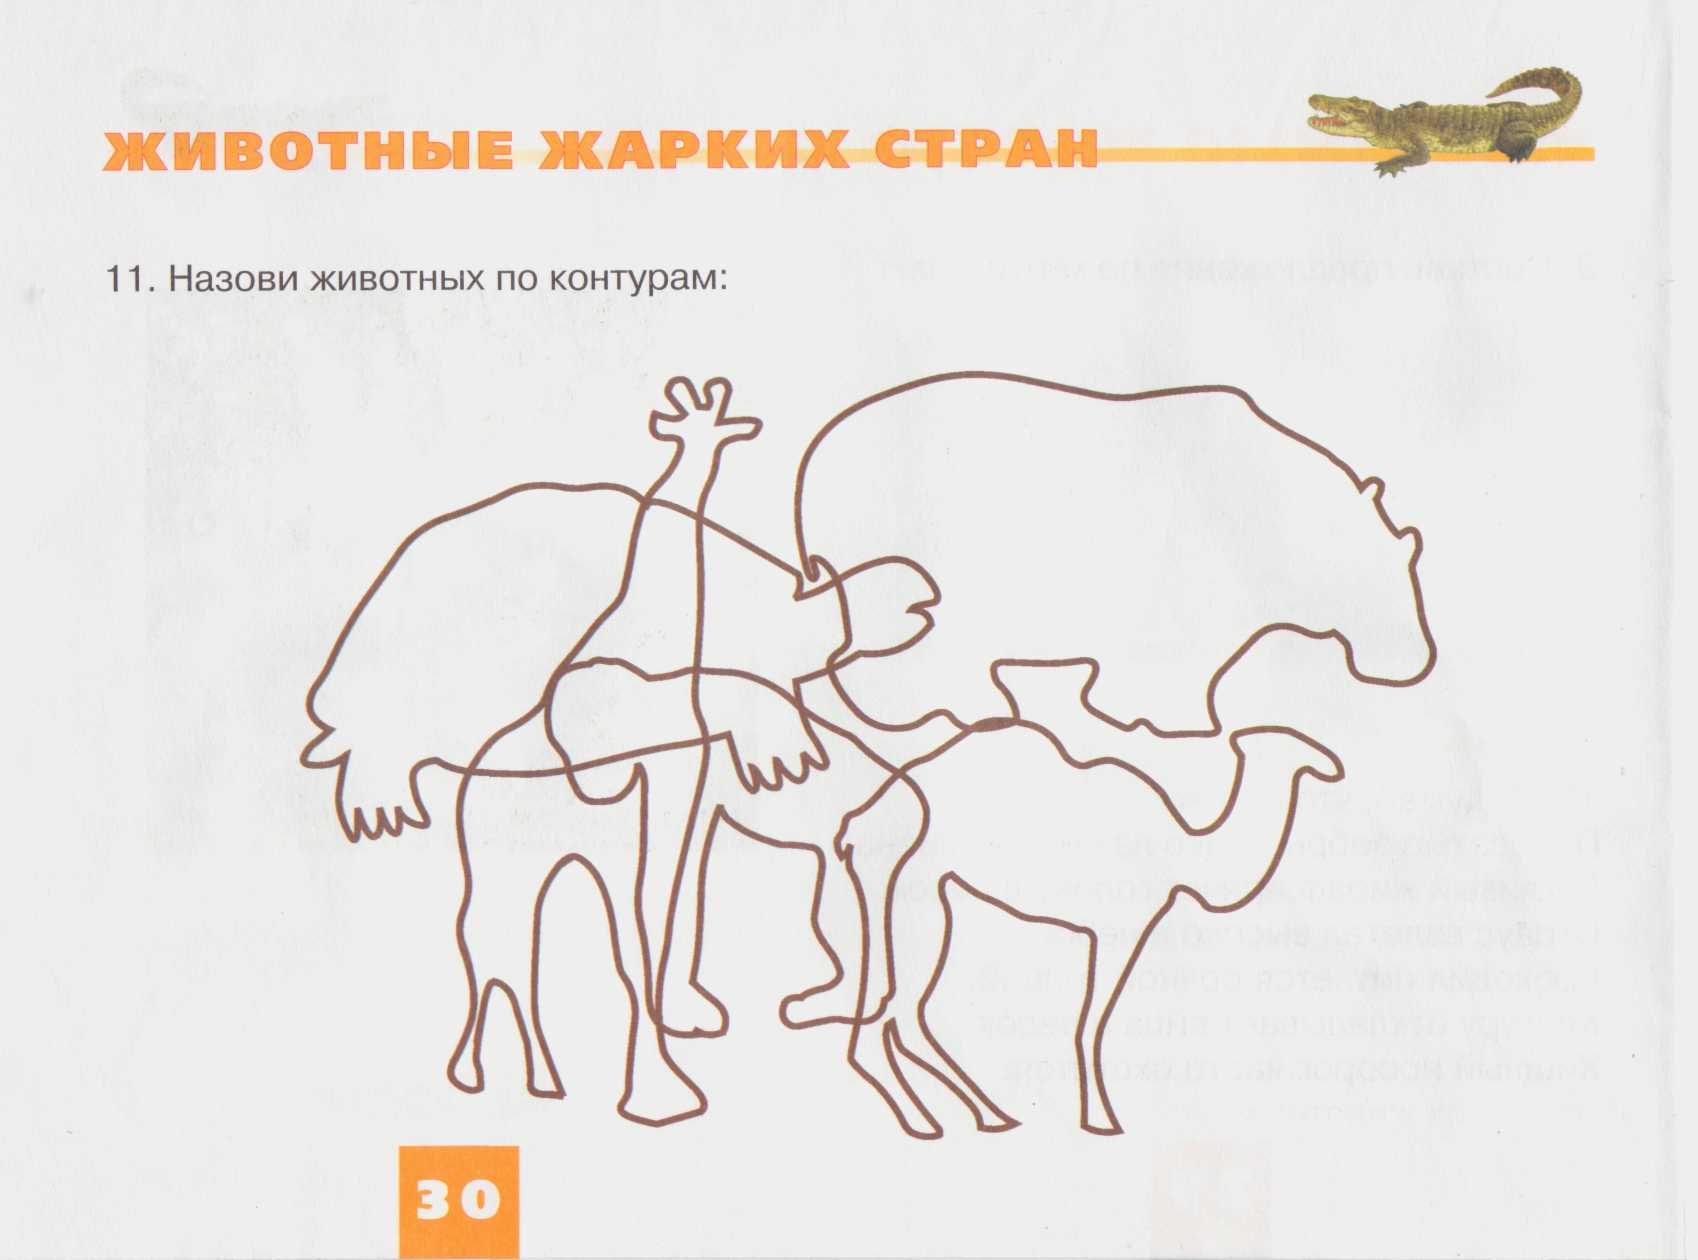 ЖИВОТНЫЕ ЖАРКИХ СТРАН
11. Назови животных по контурам:
30